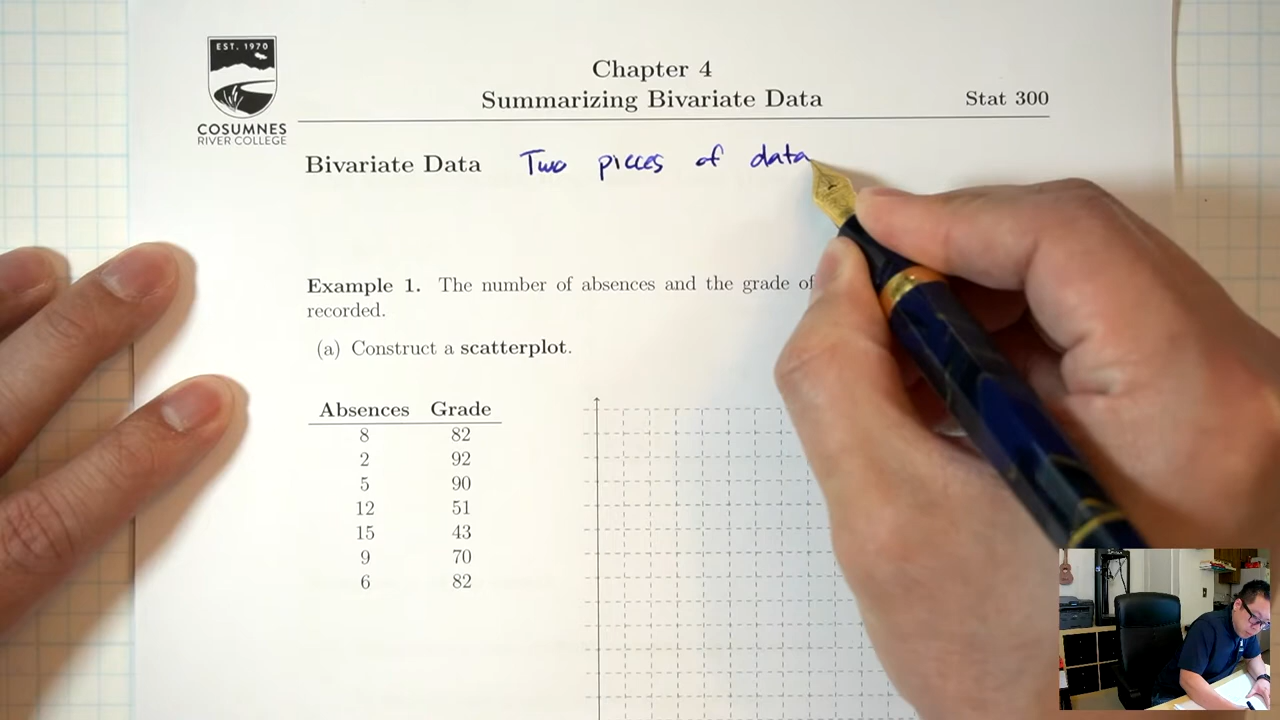 EST. 1970
COSUMNES
RIVER COLLEGE
Chapter 4
Summarizing Bivariate Data
Stat 300
Bivariate Data Two pieces of data
Example 1. The number of absences and the grade of
recorded.
(a) Construct a scatterplot.
Absences Grade
8 82
2 92
5 90
12 51
15 43
9 70
6 82